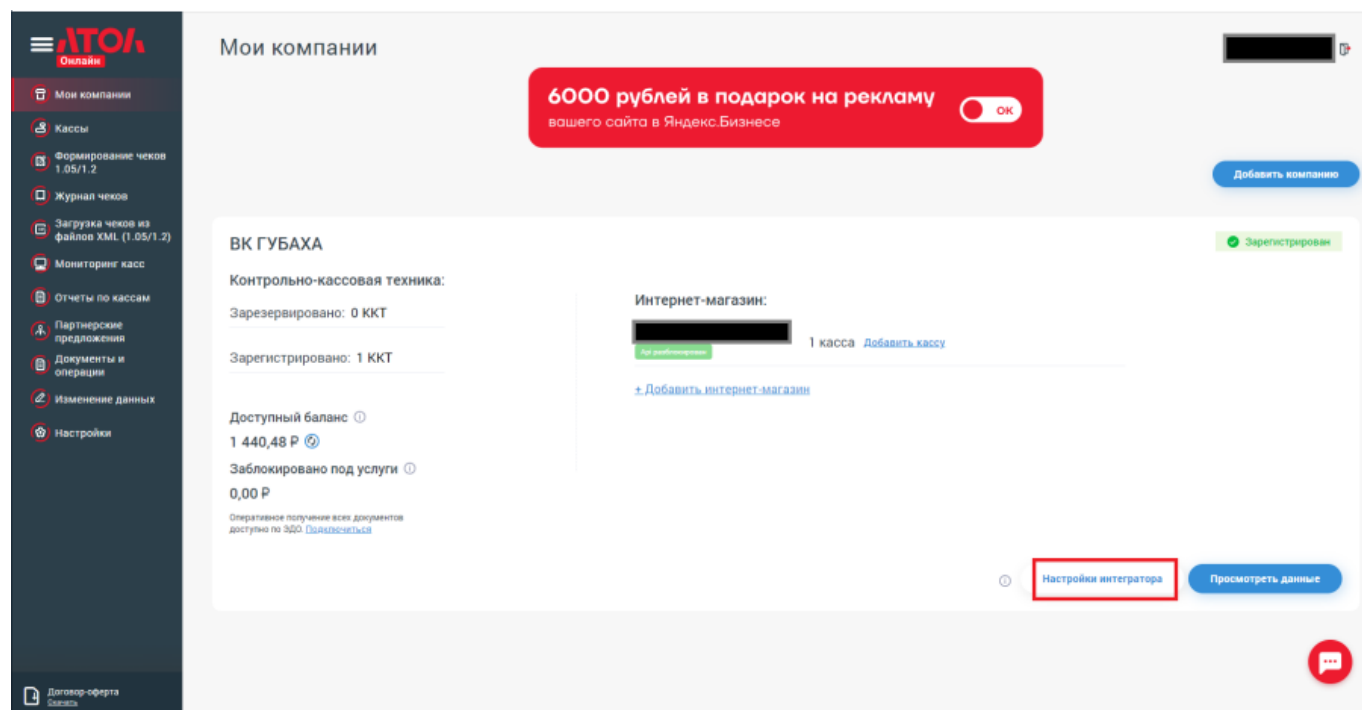 АТОЛ
Онлайн
Мои компании
Кассы
Формирование чеков
1.05/1.2
Журнал чеков
Загрузка чеков из
файлов XML (1.05/1.2)
Мониторинг касс
Отчеты по кассам
Партнерские
предложения
Документы и
операции
Изменение данных
Настройки
Договор-оферта
Скачать
Мои компании
6000 рублей в подарок на рекламу
вашего сайта в Яндекс.Бизнесе
ОК
Добавить компанию
ВК ГУБАХА
Зарегистрирован
Контрольно-кассовая техника:
Зарезервировано: 0 ККТ
Зарегистрировано: 1 ККТ
Доступный баланс
1 440,48 ₽
Заблокировано под услуги
0,00 ₽
Оперативное получение всех документов
доступно по ЭДО. Подключиться
Интернет-магазин:
1 касса Добавить кассу
Api разблокирован
+ Добавить интернет-магазин
Настройки интегратора
Просмотреть данные